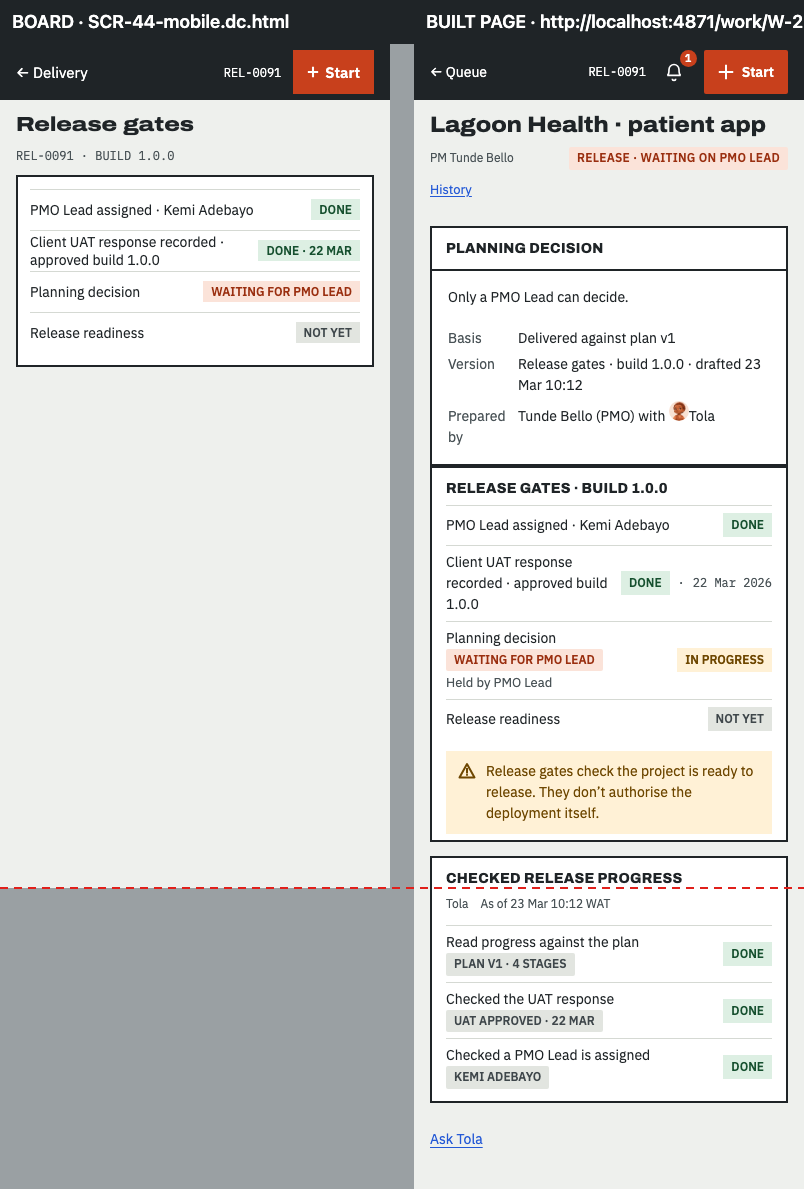 BOARD · SCR-44-mobile.dc.html
← Delivery
REL-0091
+ Start
Release gates
REL-0091 · BUILD 1.0.0
PMO Lead assigned · Kemi Adebayo
DONE
Client UAT response recorded ·
approved build 1.0.0
DONE · 22 MAR
Planning decision
WAITING FOR PMO LEAD
Release readiness
NOT YET
BUILT PAGE · http://localhost:4871/work/W-2
← Queue
REL-0091
1
+ Start
Lagoon Health · patient app
PM Tunde Bello
RELEASE · WAITING ON PMO LEAD
History
PLANNING DECISION
Only a PMO Lead can decide.
Basis
Delivered against plan v1
Version
Release gates · build 1.0.0 · drafted 23
Mar 10:12
Prepared
by
Tunde Bello (PMO) with Tola
RELEASE GATES · BUILD 1.0.0
PMO Lead assigned · Kemi Adebayo
DONE
Client UAT response
recorded · approved build
1.0.0
DONE · 22 Mar 2026
Planning decision
WAITING FOR PMO LEAD
IN PROGRESS
Held by PMO Lead
Release readiness
NOT YET
Release gates check the project is ready to
release. They don’t authorise the
deployment itself.
CHECKED RELEASE PROGRESS
Tola As of 23 Mar 10:12 WAT
Read progress against the plan
PLAN V1 · 4 STAGES
DONE
Checked the UAT response
UAT APPROVED · 22 MAR
DONE
Checked a PMO Lead is assigned
KEMI ADEBAYO
DONE
Ask Tola